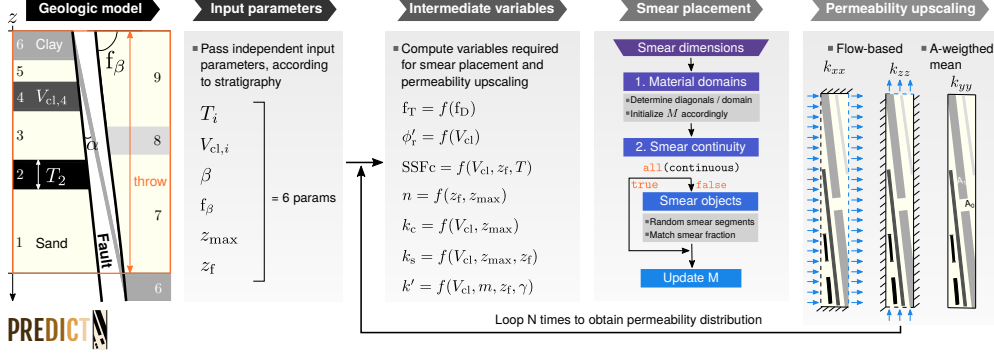 Geologic model
z
6 Clay
5
4 V_cl,4
3
2 T_2
1 Sand
f_β
α
9
8
throw
7
6
Fault
PREDICT
Input parameters
Pass independent input
parameters, according
to stratigraphy
T_i
V_cl,i
β
f_β
z_max
z_f
= 6 params
Intermediate variables
Compute variables required
for smear placement and
permeability upscaling
f_T = f(f_D)
ϕ′_r = f(V_cl)
SSFc = f(V_cl, z_f, T)
n = f(z_f, z_max)
k_c = f(V_cl, z_max)
k_s = f(V_cl, z_max, z_f)
k′ = f(V_cl, m, z_f, γ)
Smear placement
Smear dimensions
1. Material domains
Determine diagonals / domain
Initialize M accordingly
2. Smear continuity
all(continuous)
true false
Smear objects
Random smear segments
Match smear fraction
Update M
Permeability upscaling
Flow-based
A-weigthed
mean
k_xx
k_zz
k_yy
Loop N times to obtain permeability distribution